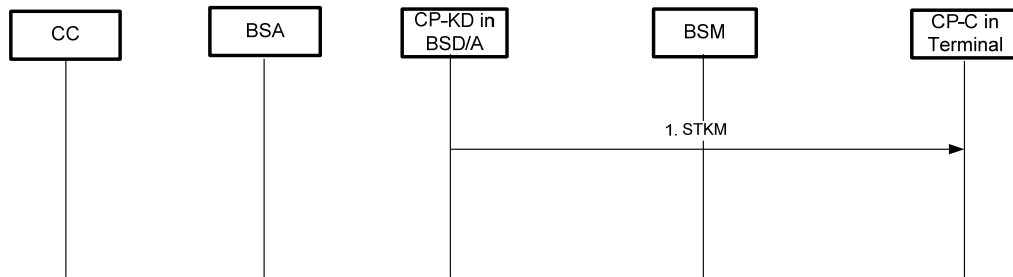 CC
BSA
CP-KD in
BSD/A
BSM
CP-C in
Terminal
1. STKM